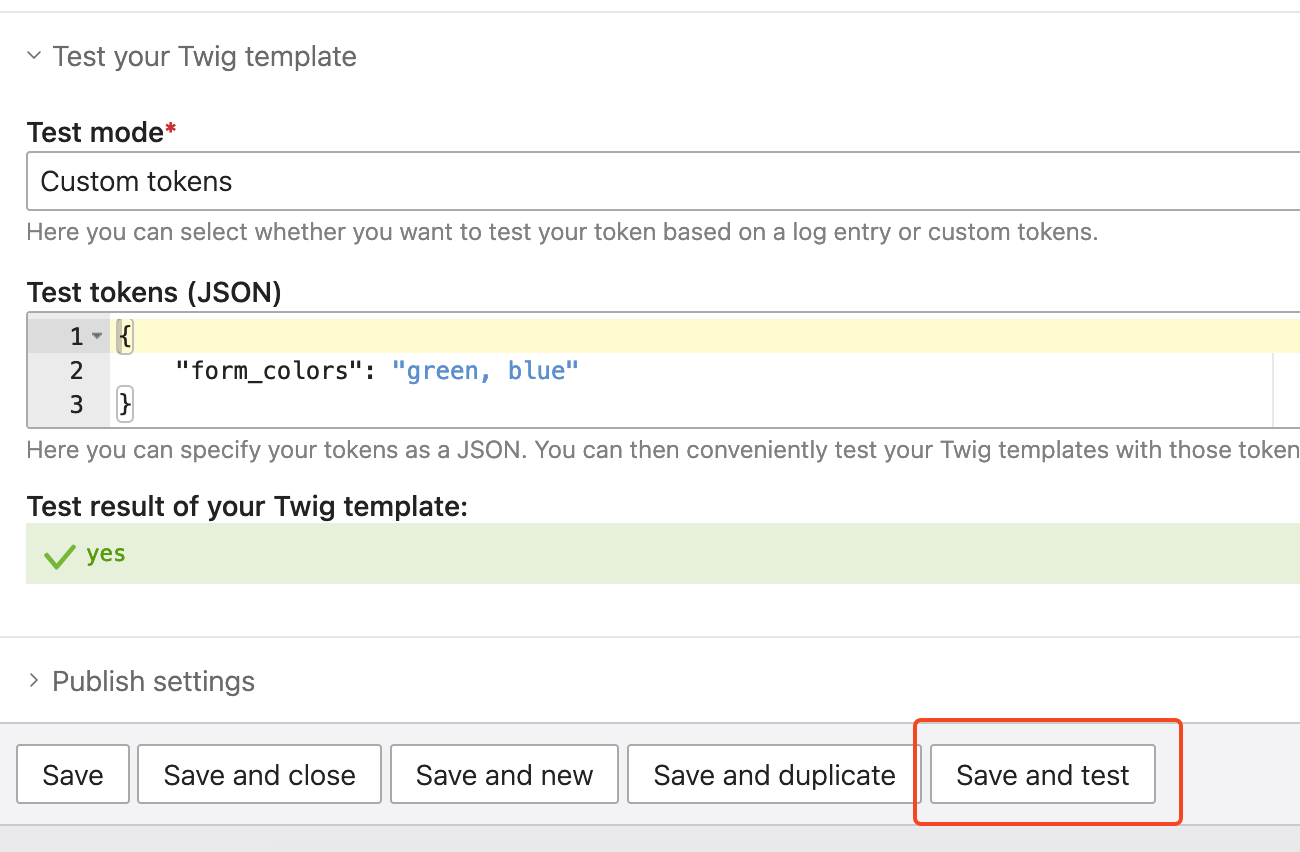 Test your Twig template
Test mode*
Custom tokens
Here you can select whether you want to test your token based on a log entry or custom tokens.
Test tokens (JSON)
1 {
2 "form_colors": "green, blue"
3 }
Here you can specify your tokens as a JSON. You can then conveniently test your Twig templates with those token
Test result of your Twig template:
yes
Publish settings
Save Save and close Save and new Save and duplicate Save and test